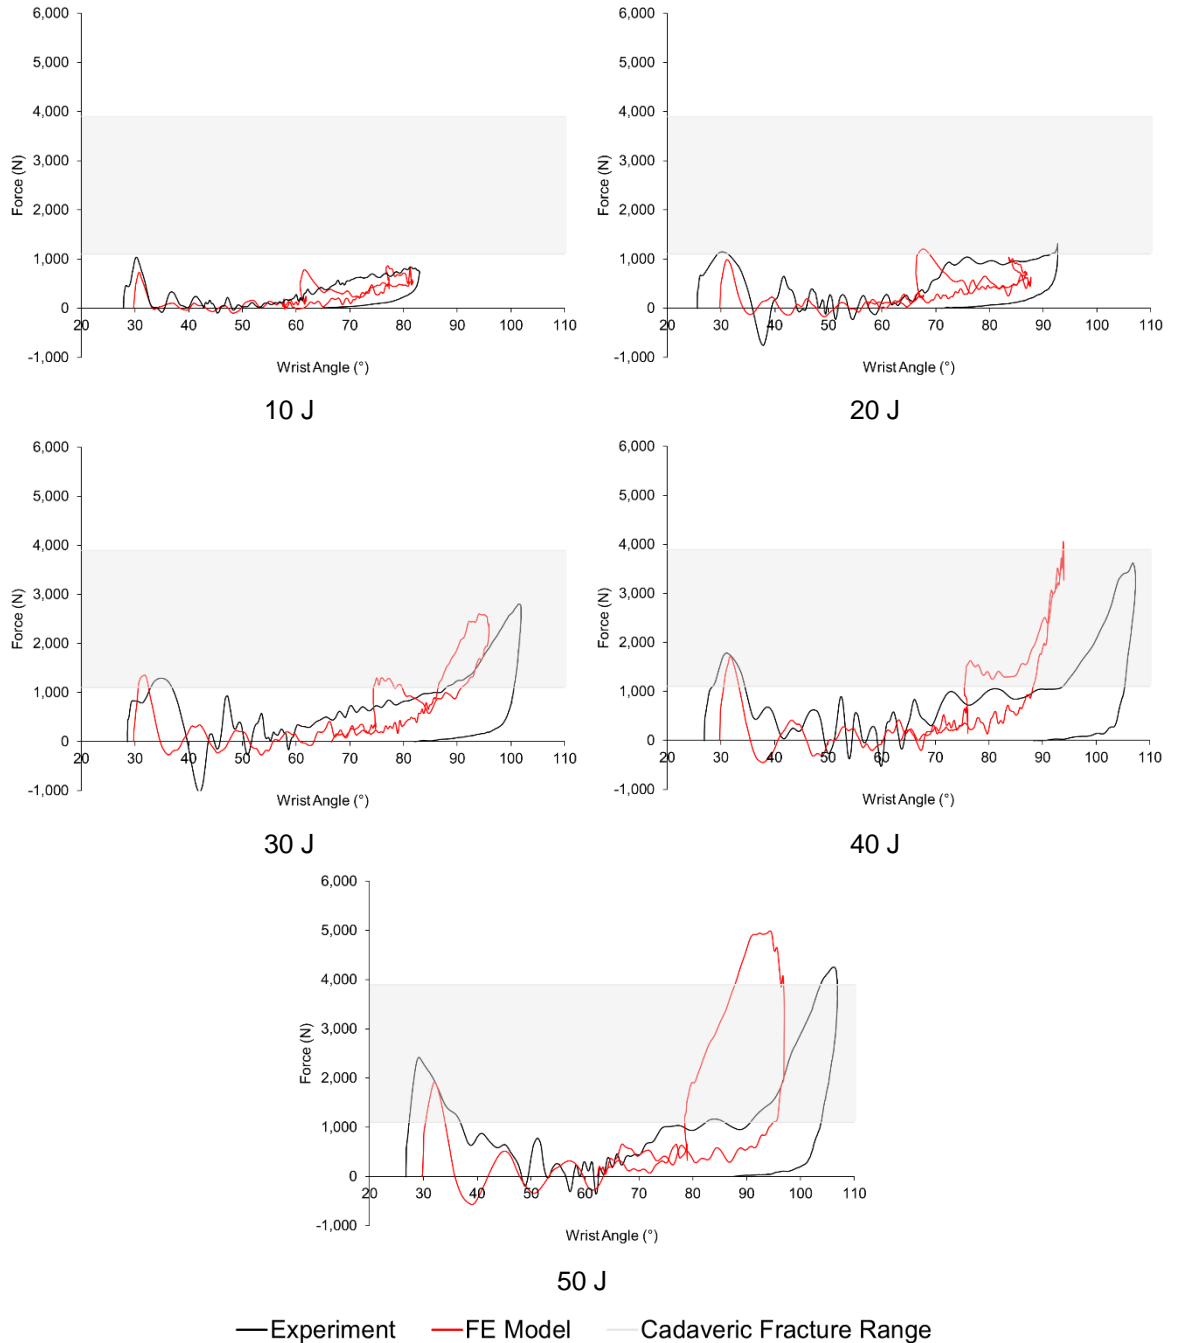 6,000 6,000
5,000 5,000
4,000 4,000
3,000 3,000
2,000 2,000
1,000 1,000
0 0
20 30 40 50 60 70 80 90 100 110 20 30 40 50 60 70 80 90 100 110
-1,000 -1,000
Force (N) Force (N)
Wrist Angle (°) Wrist Angle (°)
10 J 20 J
6,000 6,000
5,000 5,000
4,000 4,000
3,000 3,000
2,000 2,000
1,000 1,000
0 0
20 30 40 50 60 70 80 90 100 110 20 30 40 50 60 70 80 90 100 110
-1,000 -1,000
Force (N) Force (N)
Wrist Angle (°) Wrist Angle (°)
30 J 40 J
6,000
5,000
4,000
3,000
2,000
1,000
0
20 30 40 50 60 70 80 90 100 110
-1,000
Force (N)
Wrist Angle (°)
50 J
Experiment FE Model Cadaveric Fracture Range